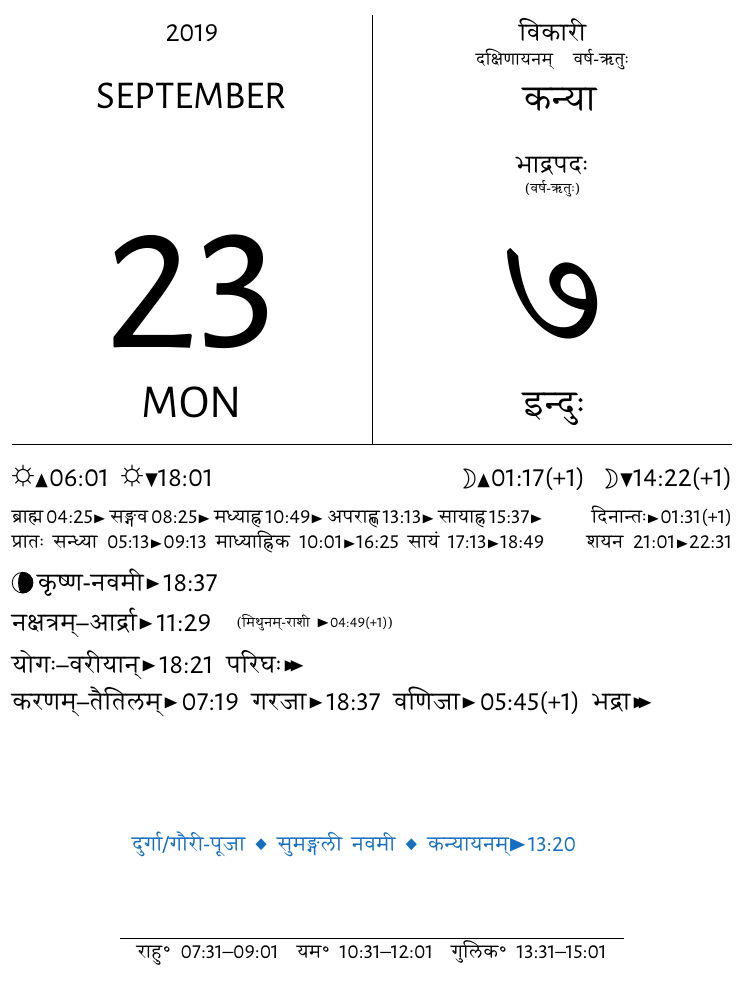 2019
SEPTEMBER
23
MON
विकारी
दक्षिणायनम् वर्ष-ऋतुः
कन्या
भाद्रपदः
(वर्ष-ऋतुः)
७
इन्दुः
☼▲06:01 ☼▼18:01 ☽▲01:17(+1) ☽▼14:22(+1)
ब्राह्म 04:25► सङ्गव 08:25► मध्याह्न 10:49► अपराह्ण 13:13► सायाह्न 15:37► दिनान्तः►01:31(+1)
प्रातः सन्ध्या 05:13►09:13 माध्याह्निक 10:01►16:25 सायं 17:13►18:49 शयन 21:01►22:31
कृष्ण-नवमी►18:37
नक्षत्रम्–आर्द्रा►11:29 (मिथुनम्-राशी ►04:49(+1))
योगः–वरीयान्►18:21 परिघः►►
करणम्–तैतिलम्►07:19 गरजा►18:37 वणिजा►05:45(+1) भद्रा►►
दुर्गा/गौरी-पूजा ◆ सुमङ्गली नवमी ◆ कन्यायनम्►13:20
राहु॰ 07:31–09:01 यम॰ 10:31–12:01 गुलिक॰ 13:31–15:01